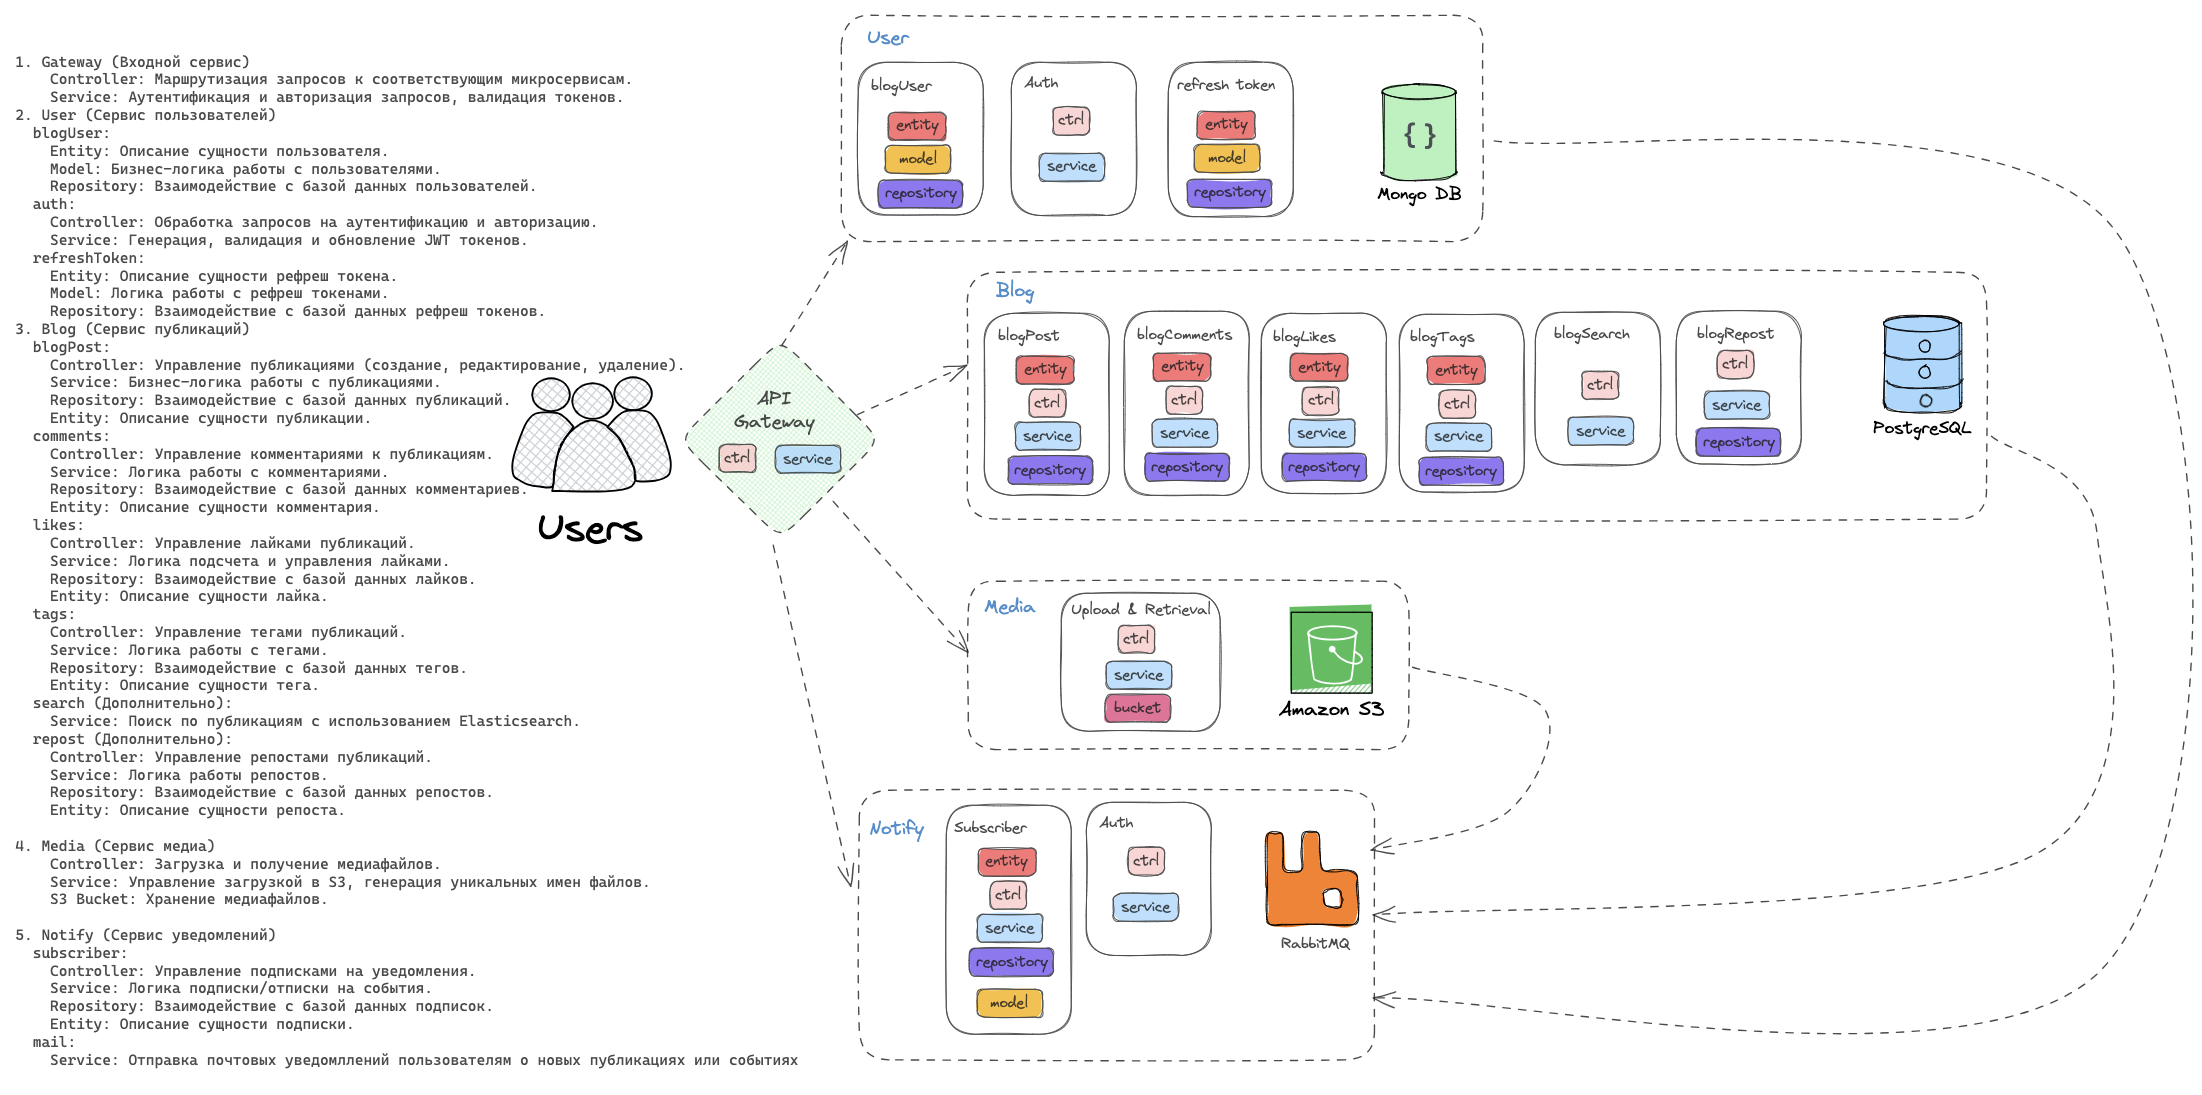 1. Gateway (Входной сервис)
Controller: Маршрутизация запросов к соответствующим микросервисам.
Service: Аутентификация и авторизация запросов, валидация токенов.
2. User (Сервис пользователей)
blogUser:
Entity: Описание сущности пользователя.
Model: Бизнес-логика работы с пользователями.
Repository: Взаимодействие с базой данных пользователей.
auth:
Controller: Обработка запросов на аутентификацию и авторизацию.
Service: Генерация, валидация и обновление JWT токенов.
refreshToken:
Entity: Описание сущности рефреш токена.
Model: Логика работы с рефреш токенами.
Repository: Взаимодействие с базой данных рефреш токенов.
3. Blog (Сервис публикаций)
blogPost:
Controller: Управление публикациями (создание, редактирование, удаление).
Service: Бизнес-логика работы с публикациями.
Repository: Взаимодействие с базой данных публикаций.
Entity: Описание сущности публикации.
comments:
Controller: Управление комментариями к публикациям.
Service: Логика работы с комментариями.
Repository: Взаимодействие с базой данных комментариев.
Entity: Описание сущности комментария.
likes:
Controller: Управление лайками публикаций.
Service: Логика подсчета и управления лайками.
Repository: Взаимодействие с базой данных лайков.
Entity: Описание сущности лайка.
tags:
Controller: Управление тегами публикаций.
Service: Логика работы с тегами.
Repository: Взаимодействие с базой данных тегов.
Entity: Описание сущности тега.
search (Дополнительно):
Service: Поиск по публикациям с использованием Elasticsearch.
repost (Дополнительно):
Controller: Управление репостами публикаций.
Service: Логика работы репостов.
Repository: Взаимодействие с базой данных репостов.
Entity: Описание сущности репоста.
4. Media (Сервис медиа)
Controller: Загрузка и получение медиафайлов.
Service: Управление загрузкой в S3, генерация уникальных имен файлов.
S3 Bucket: Хранение медиафайлов.
5. Notify (Сервис уведомлений)
subscriber:
Controller: Управление подписками на уведомления.
Service: Логика подписки/отписки на события.
Repository: Взаимодействие с базой данных подписок.
Entity: Описание сущности подписки.
mail:
Service: Отправка почтовых уведомллений пользователям о новых публикациях или событиях
Users
API
Gateway
ctrl
service
User
blogUser
entity
model
repository
Auth
ctrl
service
refresh token
entity
model
repository
{ }
Mongo DB
Blog
blogPost
entity
ctrl
service
repository
blogComments
entity
ctrl
service
repository
blogLikes
entity
ctrl
service
repository
blogTags
entity
ctrl
service
repository
blogSearch
ctrl
service
blogRepost
ctrl
service
repository
PostgreSQL
Media
Upload & Retrieval
ctrl
service
bucket
Amazon S3
Notify
Subscriber
entity
ctrl
service
repository
model
Auth
ctrl
service
RabbitMQ